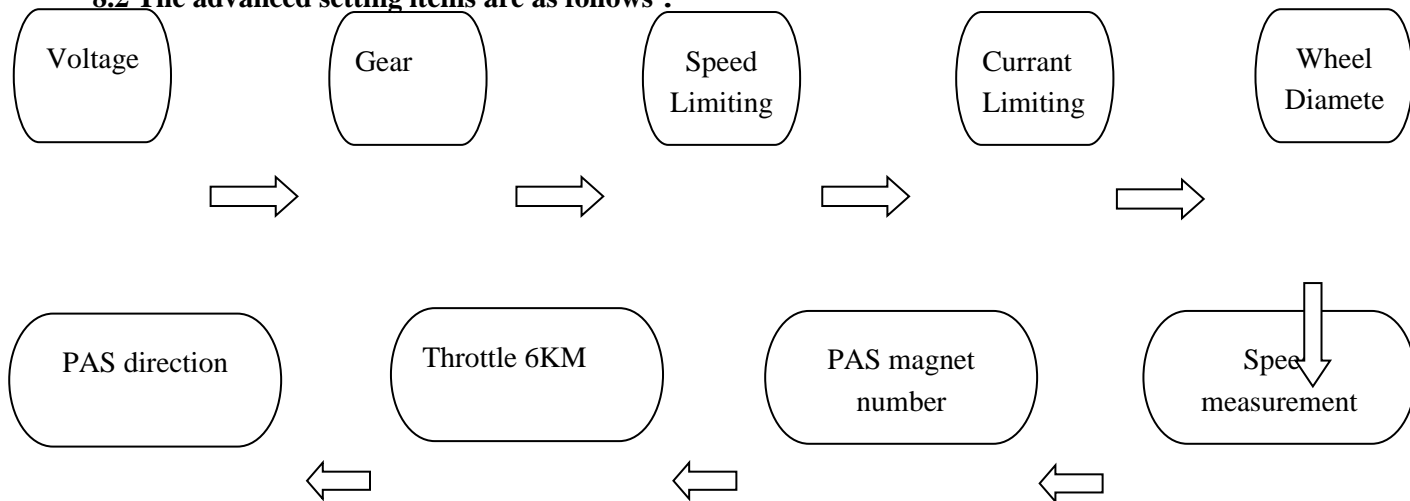 8.2 The advanced setting items are as follows :
Voltage
Gear
Speed
Limiting
Currant
Limiting
Wheel
Diamete
PAS direction
Throttle 6KM
PAS magnet
number
Spee
measurement